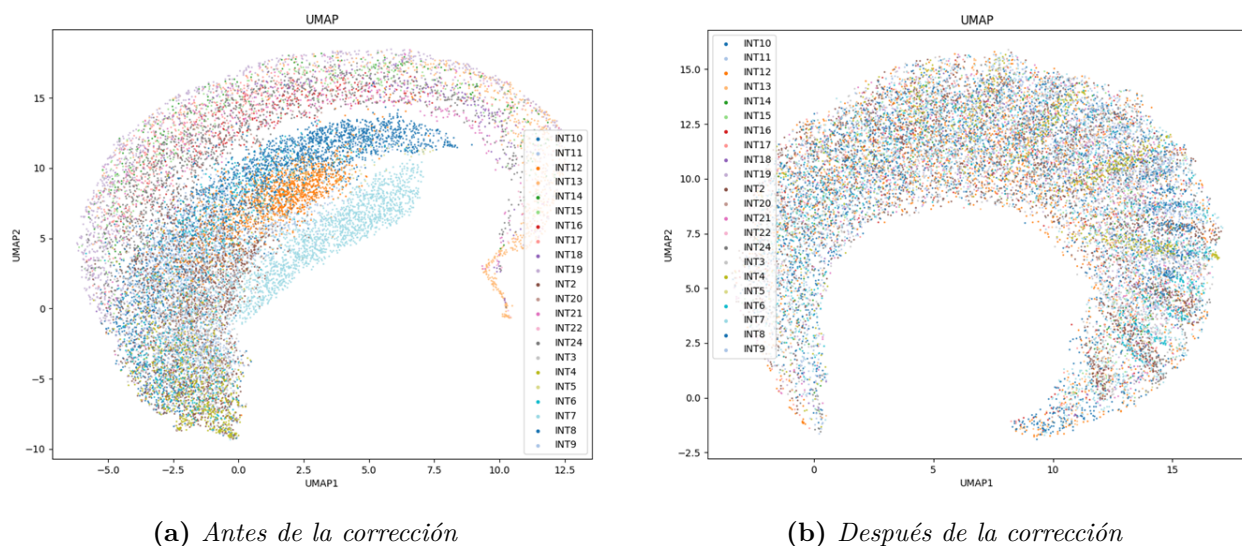 UMAP
15
10
5
0
−5
−10
UMAP2
−5.0
−2.5
0.0
2.5
5.0
7.5
10.0
12.5
UMAP1
INT10
INT11
INT12
INT13
INT14
INT15
INT16
INT17
INT18
INT19
INT2
INT20
INT21
INT22
INT24
INT3
INT4
INT5
INT6
INT7
INT8
INT9
(a) Antes de la corrección
UMAP
15.0
12.5
10.0
7.5
5.0
2.5
0.0
−2.5
UMAP2
0
5
10
15
UMAP1
INT10
INT11
INT12
INT13
INT14
INT15
INT16
INT17
INT18
INT19
INT2
INT20
INT21
INT22
INT24
INT3
INT4
INT5
INT6
INT7
INT8
INT9
(b) Después de la corrección